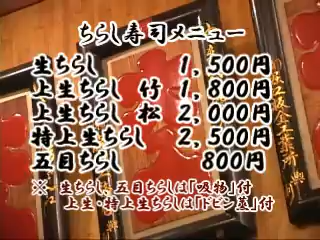 ちらし寿司メニュー
生ちらし 1,500円
上生ちらし 竹 1,800円
上生ちらし 松 2,000円
特上生ちらし 2,500円
五目ちらし 800円
※ 生ちらし、五目ちらしは「吸物」付
上生・特上生ちらしは「ドビン蒸」付